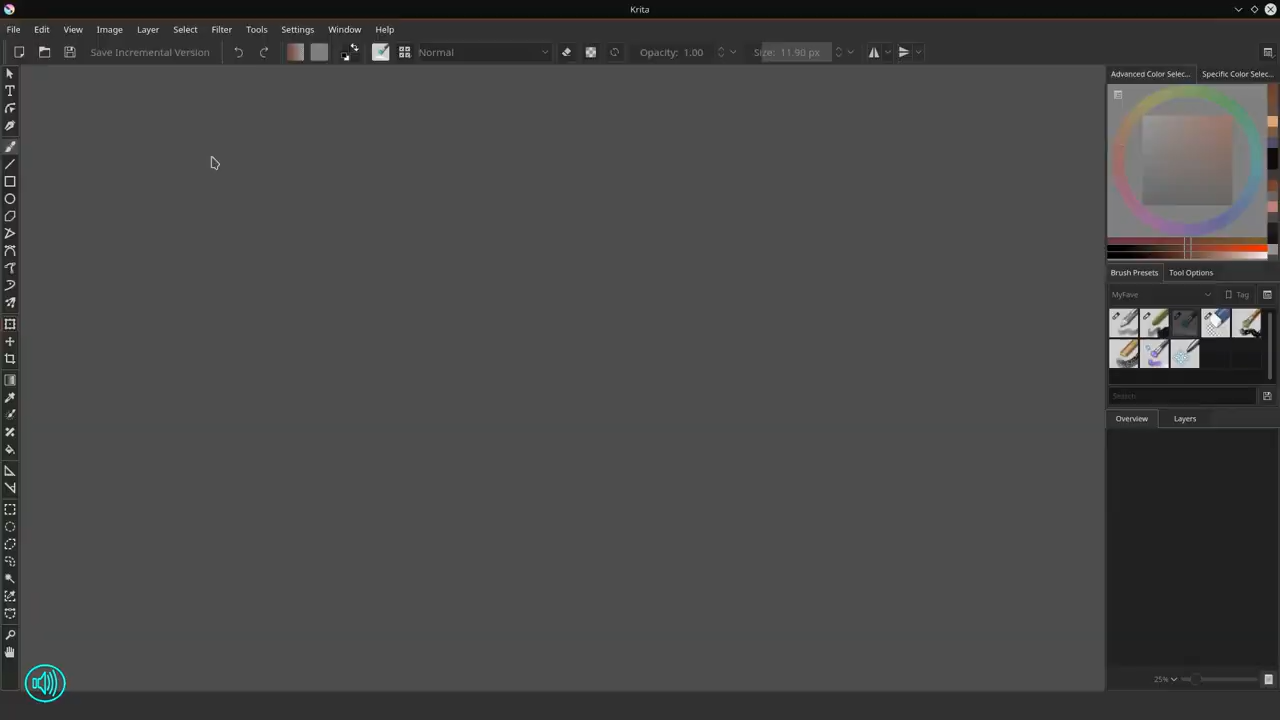 Krita
File Edit View Image Layer Select Filter Tools Settings Window Help
Save Incremental Version Normal Opacity: 1.00 Size: 11.90 px
Advanced Color Selec... Specific Color Selec...
Brush Presets Tool Options
MyFave Tag
Search
Overview Layers
25%